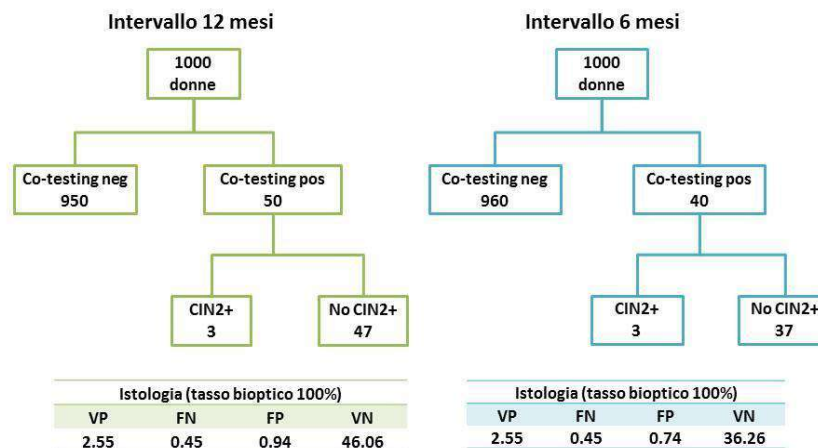 Intervallo 12 mesi
1000
donne
Co-testing neg
950
Co-testing pos
50
CIN2+
3
No CIN2+
47
Istologia (tasso bioptico 100%)
VP FN FP VN
2.55 0.45 0.94 46.06
Intervallo 6 mesi
1000
donne
Co-testing neg
960
Co-testing pos
40
CIN2+
3
No CIN2+
37
Istologia (tasso bioptico 100%)
VP FN FP VN
2.55 0.45 0.74 36.26